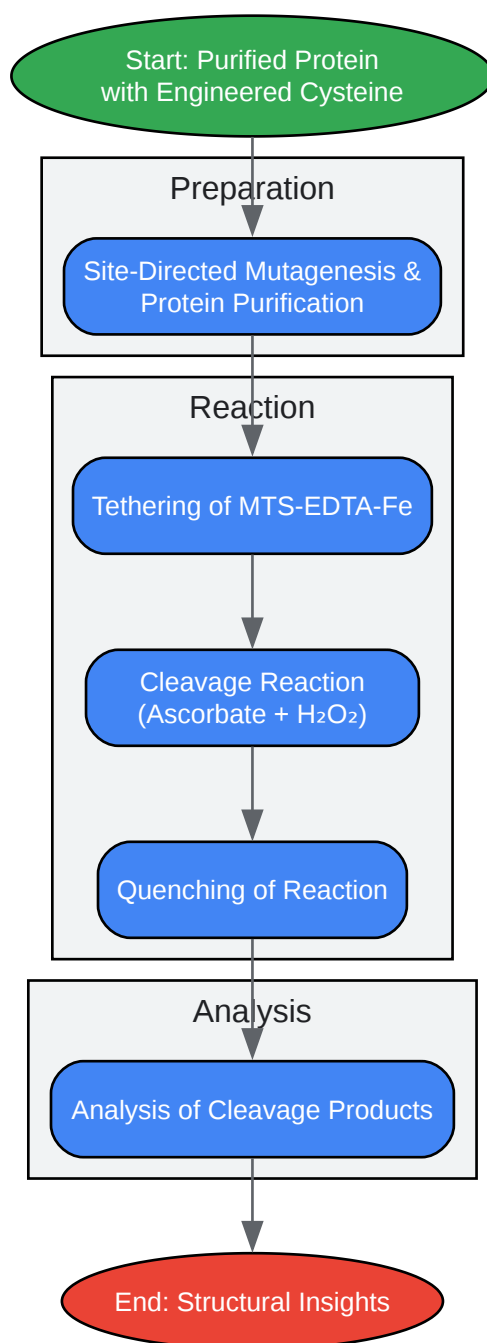 Start: Purified Protein
with Engineered Cysteine
Preparation
Site-Directed Mutagenesis &
Protein Purification
Reaction
Tethering of MTS-EDTA-Fe
Cleavage Reaction
(Ascorbate + H₂O₂)
Quenching of Reaction
Analysis
Analysis of Cleavage Products
End: Structural Insights